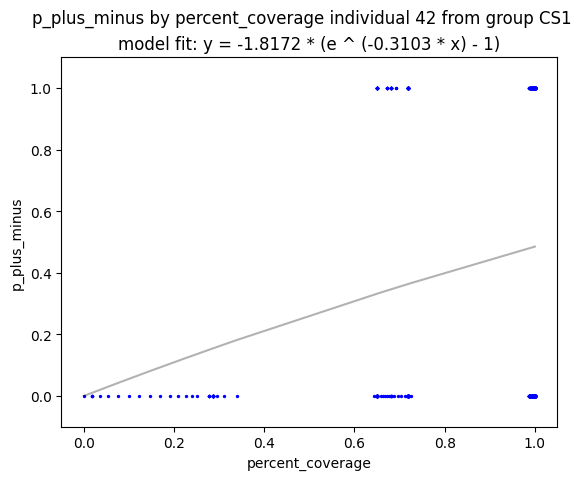 p_plus_minus by percent_coverage individual 42 from group CS1
model fit: y = -1.8172 * (e ^ (-0.3103 * x) - 1)
1.0
0.8
0.6
0.4
0.2
0.0
p_plus_minus
0.0 0.2 0.4 0.6 0.8 1.0
percent_coverage